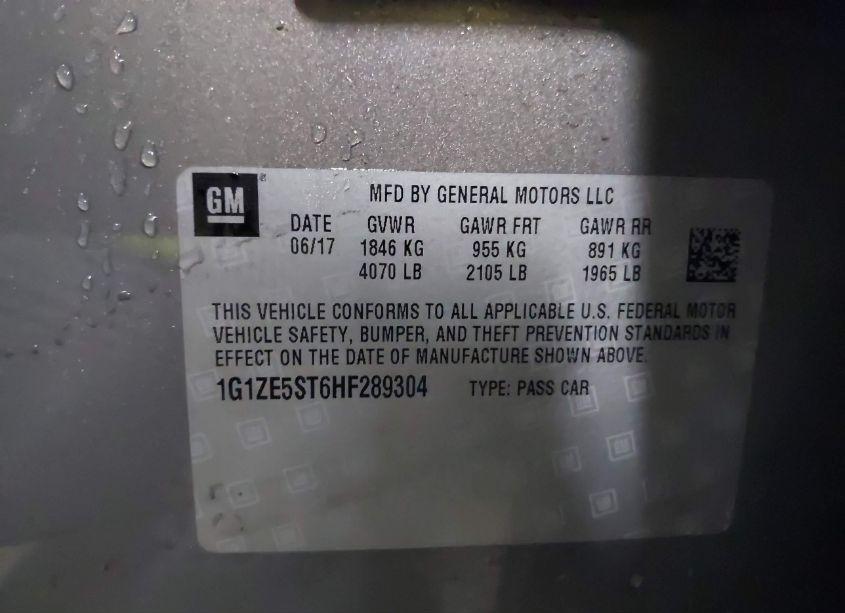 GM
MFD BY GENERAL MOTORS LLC
DATE GVWR GAWR FRT GAWR RR
06/17 1846 KG 955 KG 891 KG
4070 LB 2105 LB 1965 LB
THIS VEHICLE CONFORMS TO ALL APPLICABLE U.S. FEDERAL MOTOR
VEHICLE SAFETY, BUMPER, AND THEFT PREVENTION STANDARDS IN
EFFECT ON THE DATE OF MANUFACTURE SHOWN ABOVE.
1G1ZE5ST6HF289304 TYPE: PASS CAR